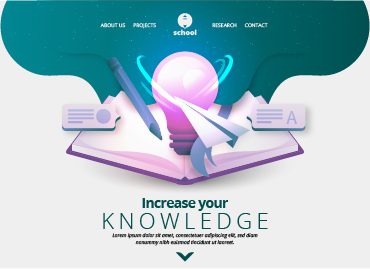 ABOUT US PROJECTS RESEARCH CONTACT
school
A
Increase your
KNOWLEDGE
Lorem ipsum dolor sit amet, consectetuer adipiscing elit, sed diam
nonummy nibh euismod tincidunt ut laoreet.